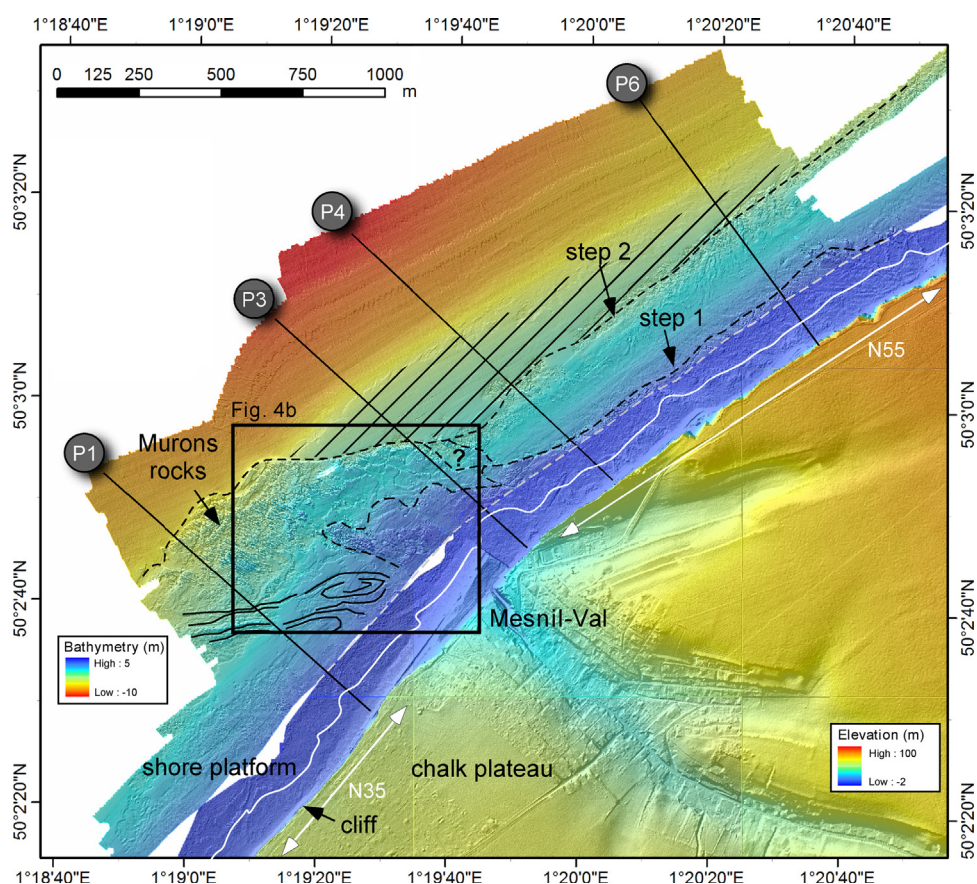 1°18'40"E 1°19'0"E 1°19'20"E 1°19'40"E 1°20'0"E 1°20'20"E 1°20'40"E
0 125 250 500 750 1000
m
P6
50°3'20"N
50°3'20"N
P4
step 2
P3
step 1
N55
50°3'0"N
50°3'0"N
Fig. 4b
P1
Murons
rocks
?
50°2'40"N
50°2'40"N
Mesnil-Val
Bathymetry (m)
High : 5
Low : -10
Elevation (m)
High : 100
Low : -2
shore platform
chalk plateau
N35
cliff
50°2'20"N
50°2'20"N
1°18'40"E 1°19'0"E 1°19'20"E 1°19'40"E 1°20'0"E 1°20'20"E 1°20'40"E